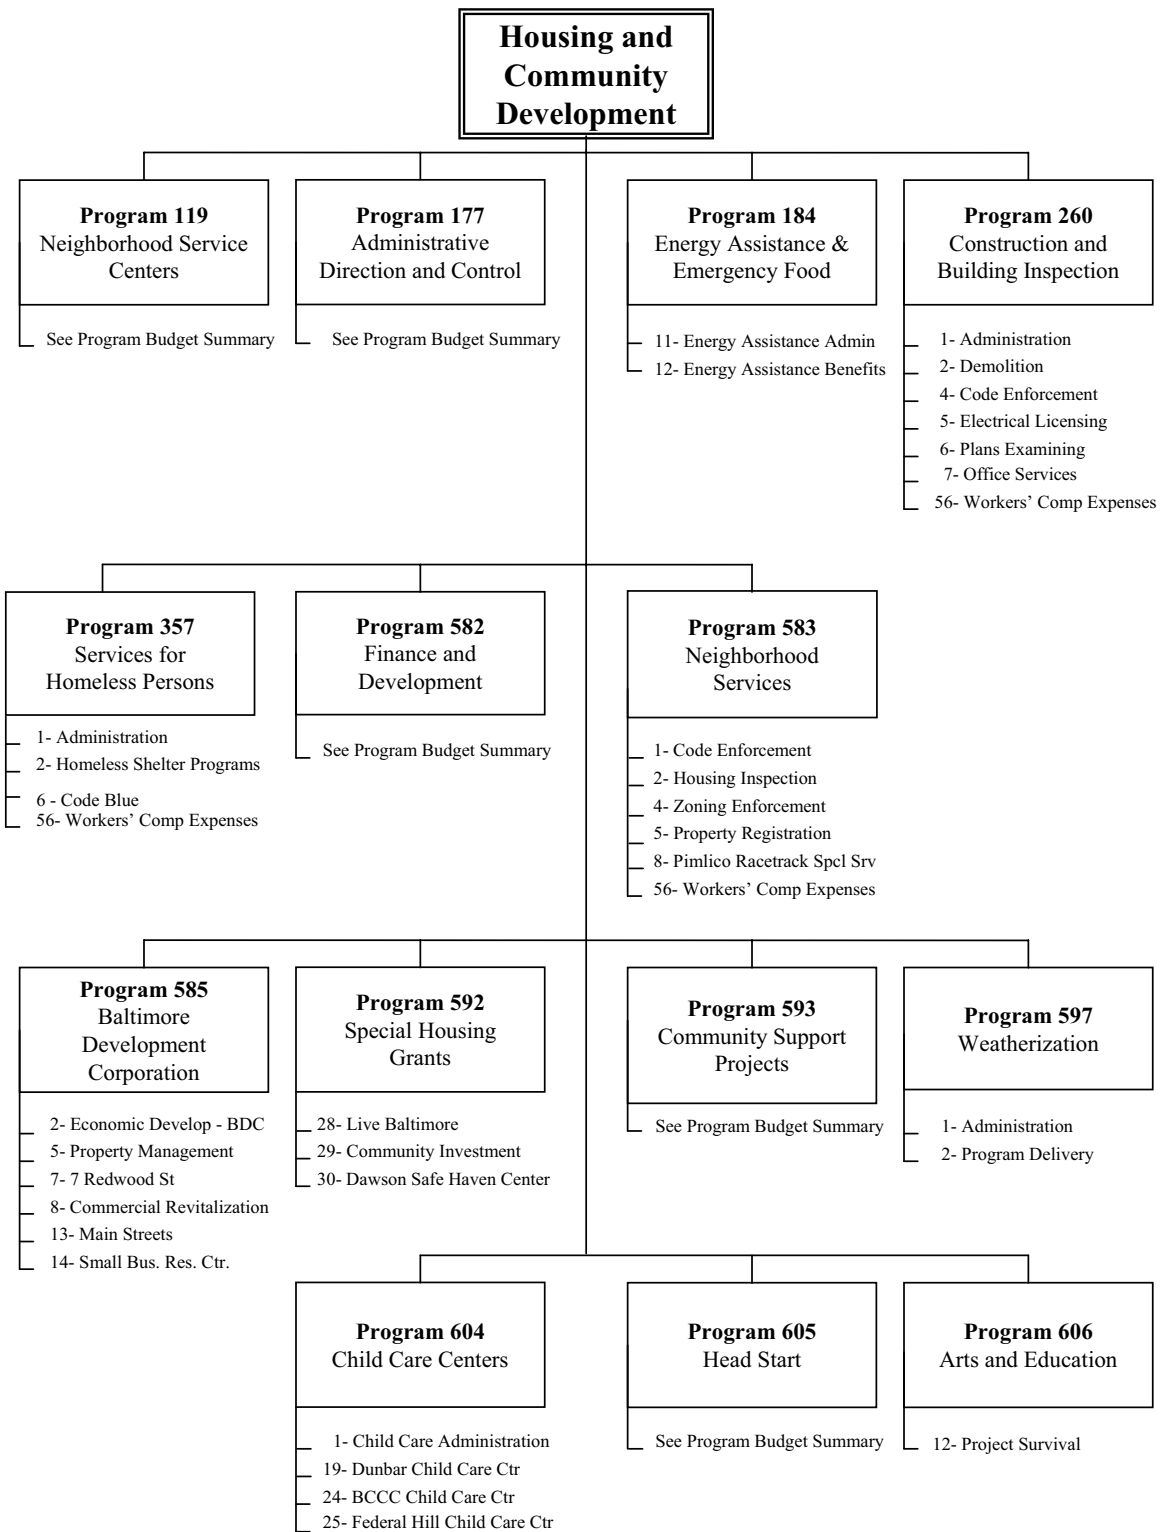 Housing and
Community
Development
Program 119
Neighborhood Service
Centers
See Program Budget Summary
Program 177
Administrative
Direction and Control
See Program Budget Summary
Program 184
Energy Assistance &
Emergency Food
11- Energy Assistance Admin
12- Energy Assistance Benefits
Program 260
Construction and
Building Inspection
1- Administration
2- Demolition
4- Code Enforcement
5- Electrical Licensing
6- Plans Examining
7- Office Services
56- Workers’ Comp Expenses
Program 357
Services for
Homeless Persons
1- Administration
2- Homeless Shelter Programs
6 - Code Blue
56- Workers’ Comp Expenses
Program 582
Finance and
Development
See Program Budget Summary
Program 583
Neighborhood
Services
1- Code Enforcement
2- Housing Inspection
4- Zoning Enforcement
5- Property Registration
8- Pimlico Racetrack Spcl Srv
56- Workers’ Comp Expenses
Program 585
Baltimore
Development
Corporation
2- Economic Develop - BDC
5- Property Management
7- 7 Redwood St
8- Commercial Revitalization
13- Main Streets
14- Small Bus. Res. Ctr.
Program 592
Special Housing
Grants
28- Live Baltimore
29- Community Investment
30- Dawson Safe Haven Center
Program 593
Community Support
Projects
See Program Budget Summary
Program 597
Weatherization
1- Administration
2- Program Delivery
Program 604
Child Care Centers
1- Child Care Administration
19- Dunbar Child Care Ctr
24- BCCC Child Care Ctr
25- Federal Hill Child Care Ctr
Program 605
Head Start
See Program Budget Summary
Program 606
Arts and Education
12- Project Survival